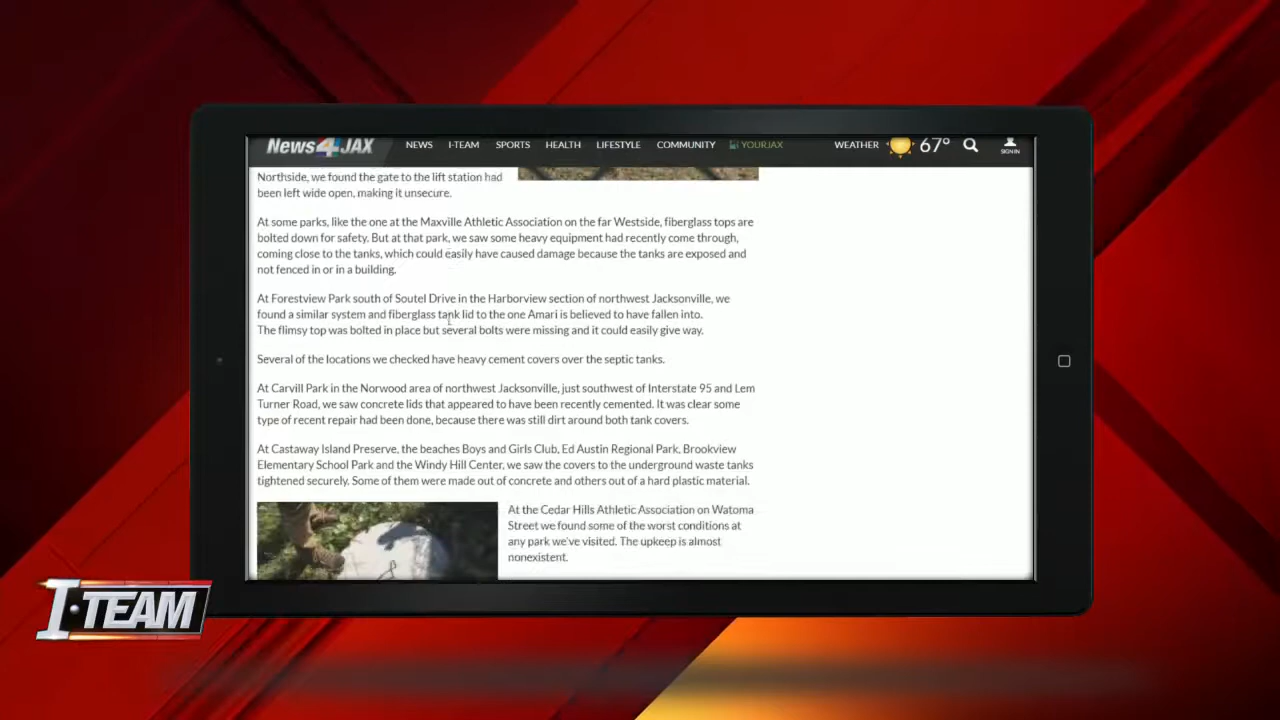 News4JAX NEWS I-TEAM SPORTS HEALTH LIFESTYLE COMMUNITY YOURJAX WEATHER 67° SIGN IN
Northside, we found the gate to the lift station had
been left wide open, making it unsecure.
At some parks, like the one at the Maxville Athletic Association on the far Westside, fiberglass tops are
bolted down for safety. But at that park, we saw some heavy equipment had recently come through,
coming close to the tanks, which could easily have caused damage because the tanks are exposed and
not fenced in or in a building.
At Forestview Park south of Soutel Drive in the Harborview section of northwest Jacksonville, we
found a similar system and fiberglass tank lid to the one Amari is believed to have fallen into.
The flimsy top was bolted in place but several bolts were missing and it could easily give way.
Several of the locations we checked have heavy cement covers over the septic tanks.
At Carvill Park in the Norwood area of northwest Jacksonville, just southwest of Interstate 95 and Lem
Turner Road, we saw concrete lids that appeared to have been recently cemented. It was clear some
type of recent repair had been done, because there was still dirt around both tank covers.
At Castaway Island Preserve, the beaches Boys and Girls Club, Ed Austin Regional Park, Brookview
Elementary School Park and the Windy Hill Center, we saw the covers to the underground waste tanks
tightened securely. Some of them were made out of concrete and others out of a hard plastic material.
At the Cedar Hills Athletic Association on Watoma
Street we found some of the worst conditions at
any park we've visited. The upkeep is almost
nonexistent.
I-TEAM